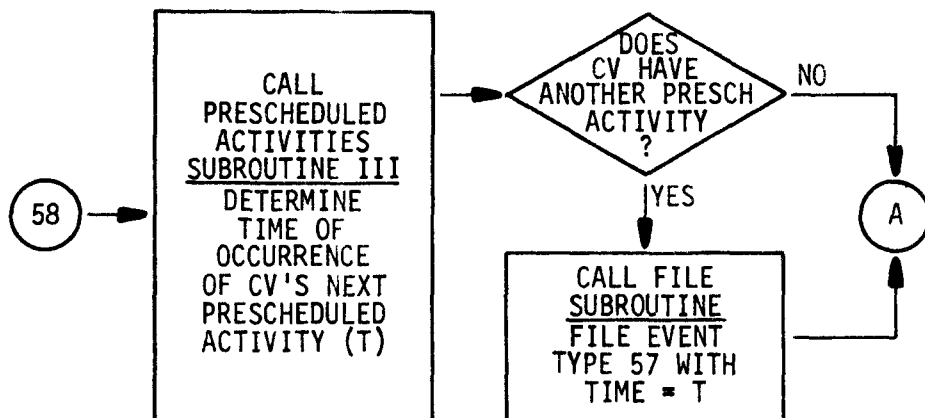 58
CALL
PRESCHEDULED
ACTIVITIES
SUBROUTINE III
DETERMINE
TIME OF
OCCURRENCE
OF CV'S NEXT
PRESCHEDULED
ACTIVITY (T)
DOES
CV HAVE
ANOTHER PRESCH
ACTIVITY
?
NO
YES
CALL FILE
SUBROUTINE
FILE EVENT
TYPE 57 WITH
TIME = T
A